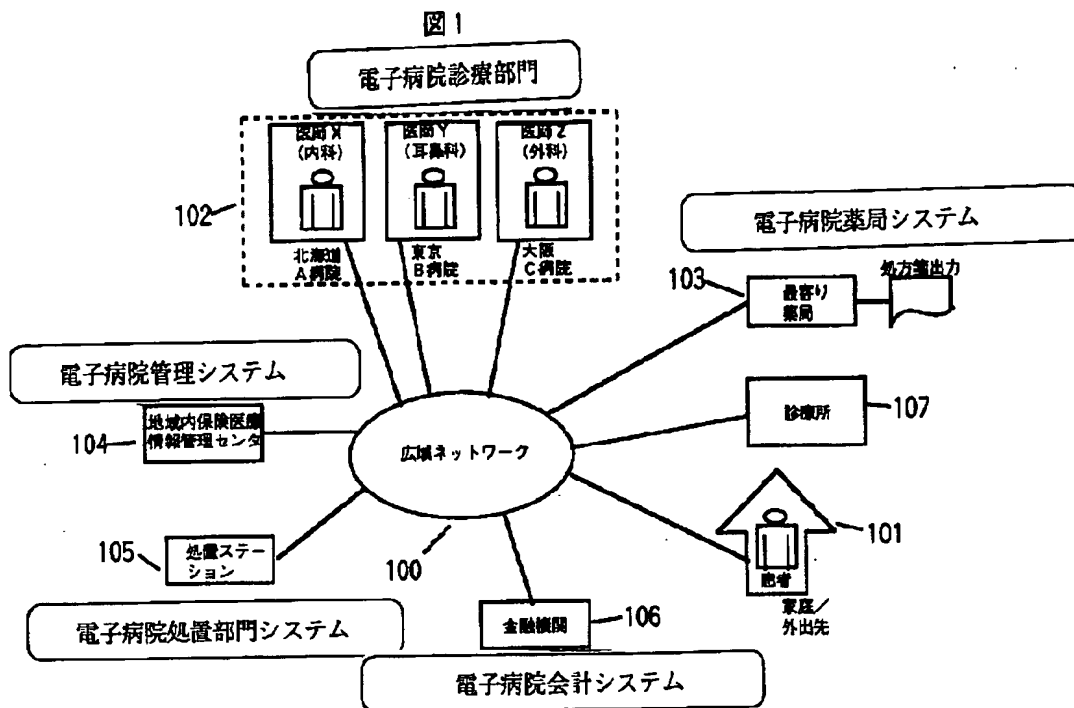 図1
電子病院診療部門
医師X
(内科)
医師Y
(耳鼻科)
医師Z
(外科)
102
北海道
A病院
東京
B病院
大阪
C病院
電子病院薬局システム
103
最寄り
薬局
処方箋出力
電子病院管理システム
104
地域内保険医療
情報管理センタ
広域ネットワーク
100
診療所
107
105
処置ステー
ション
電子病院処置部門システム
101
患者
家庭/
外出先
金融機関
106
電子病院会計システム